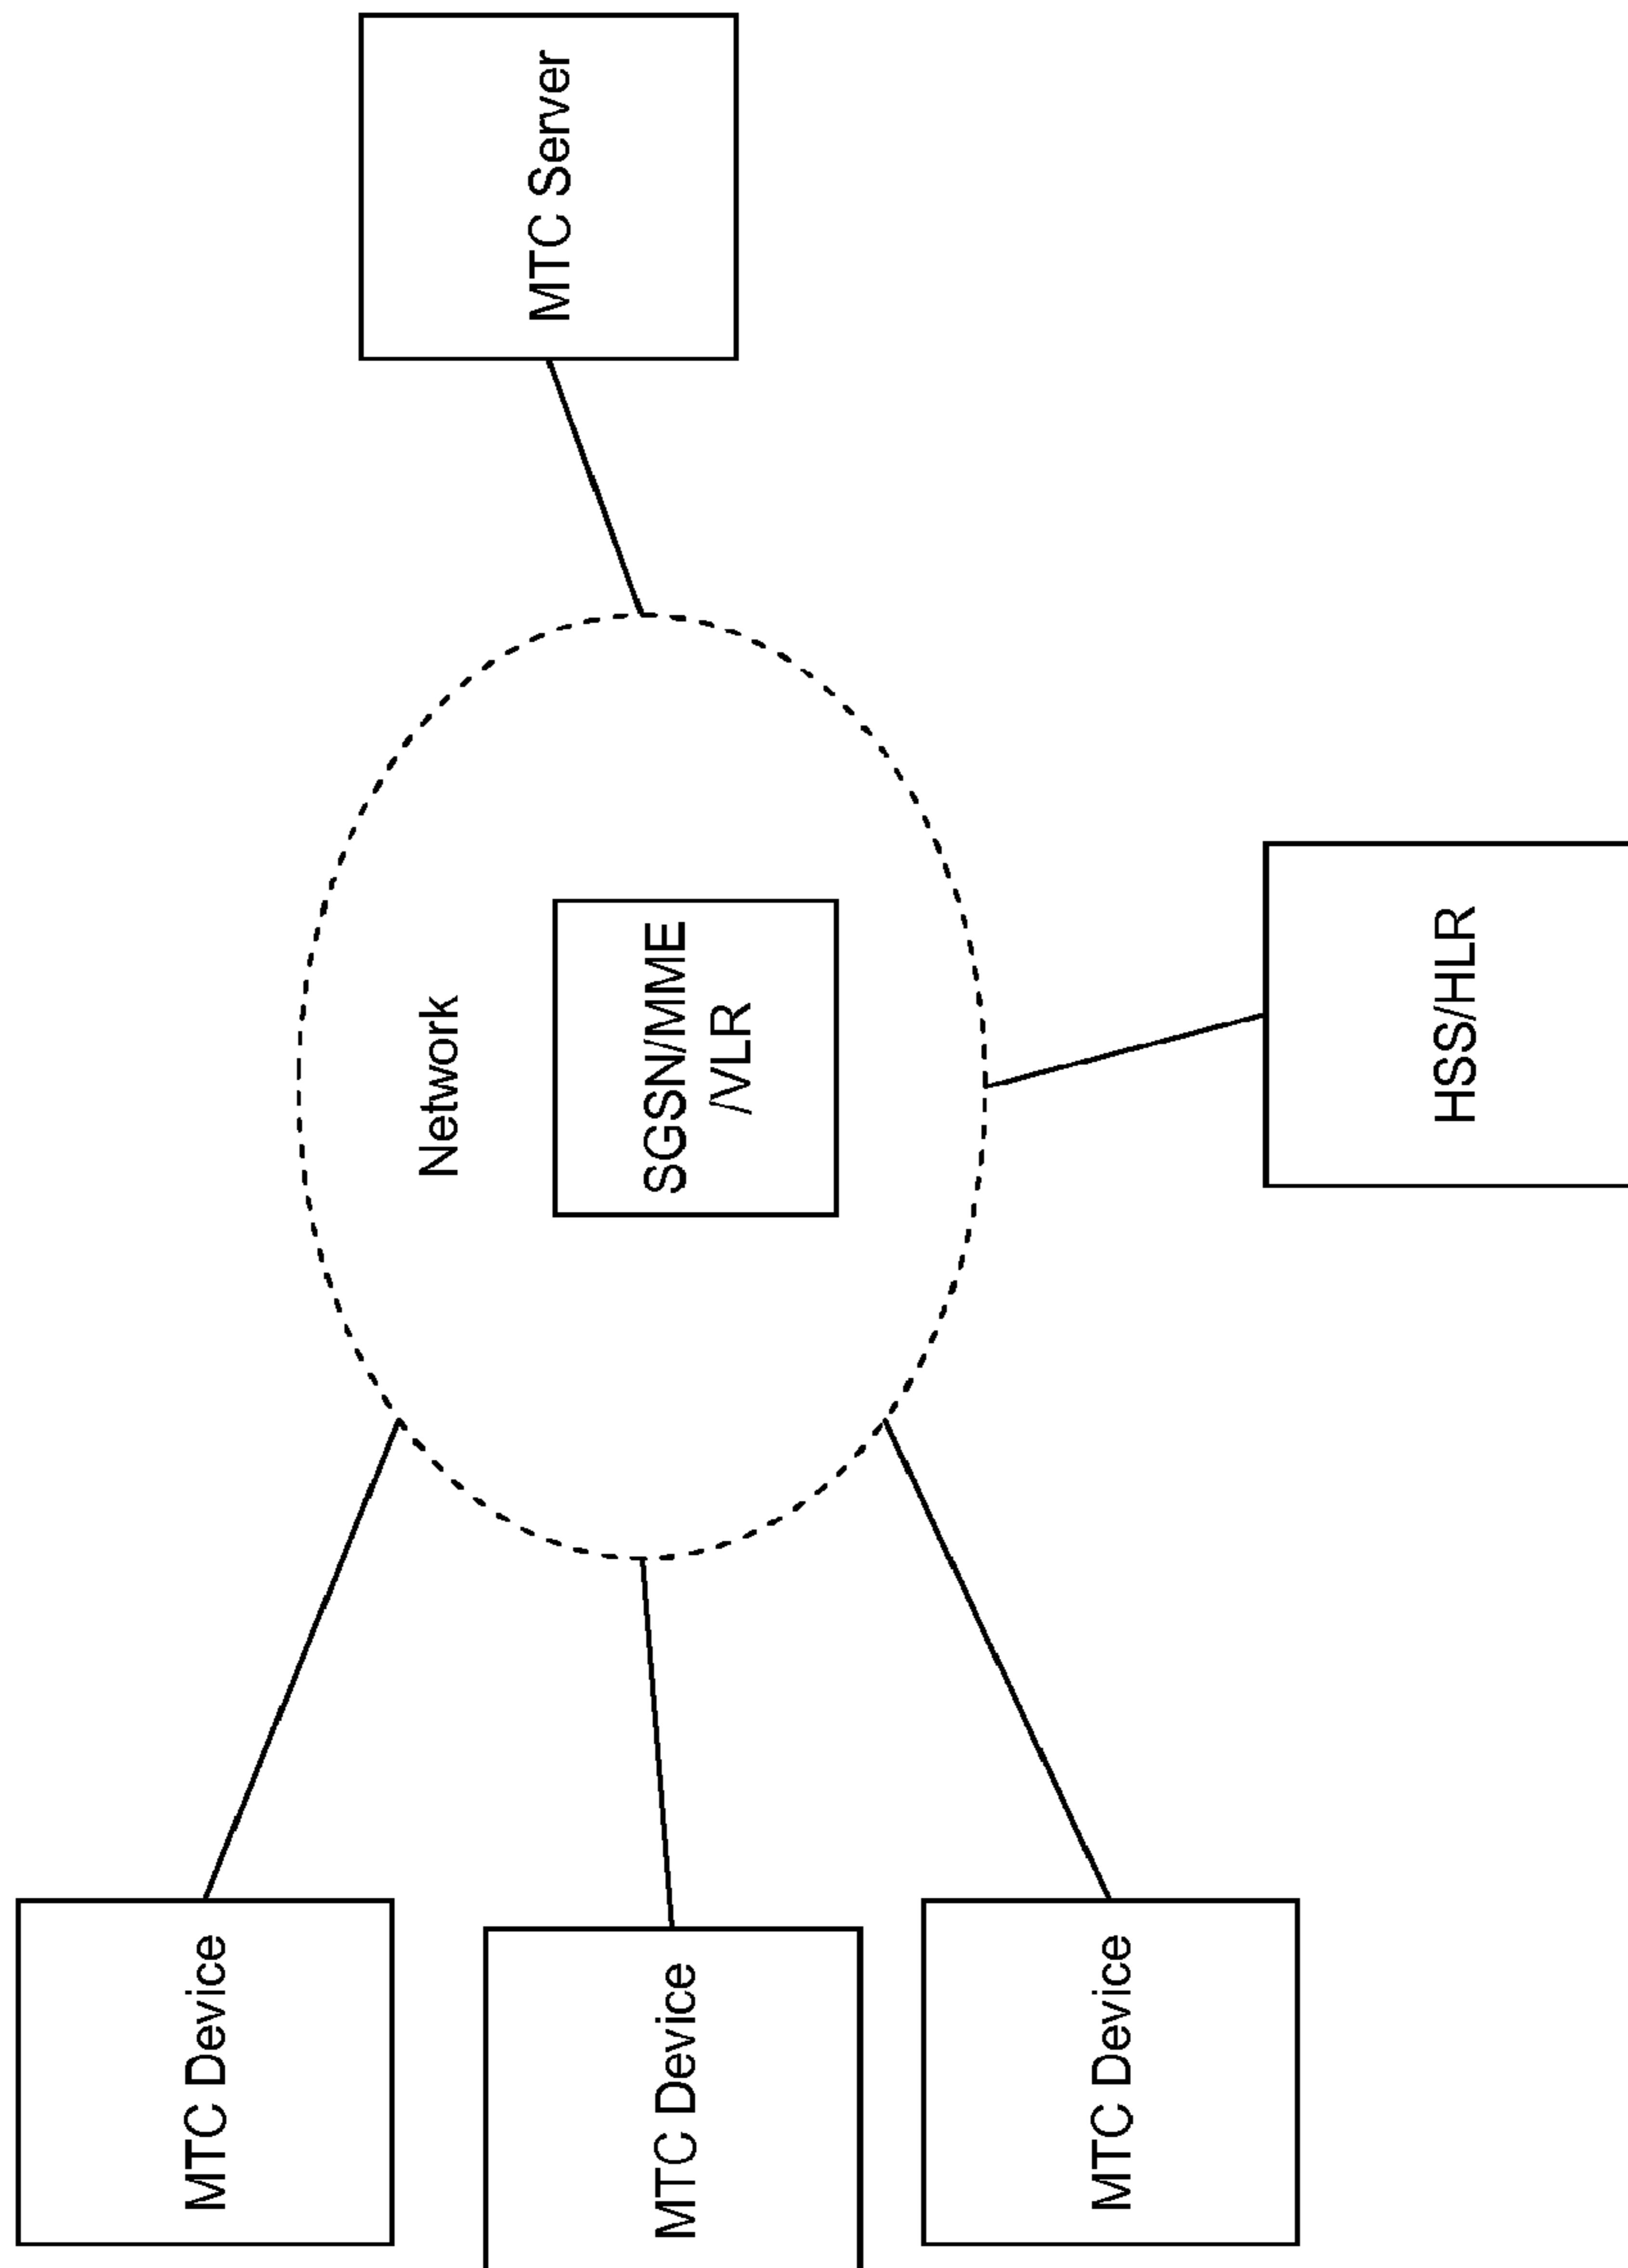 MTC Device
MTC Device
MTC Device
Network
SGSN/MME
/VLR
MTC Server
HSS/HLR